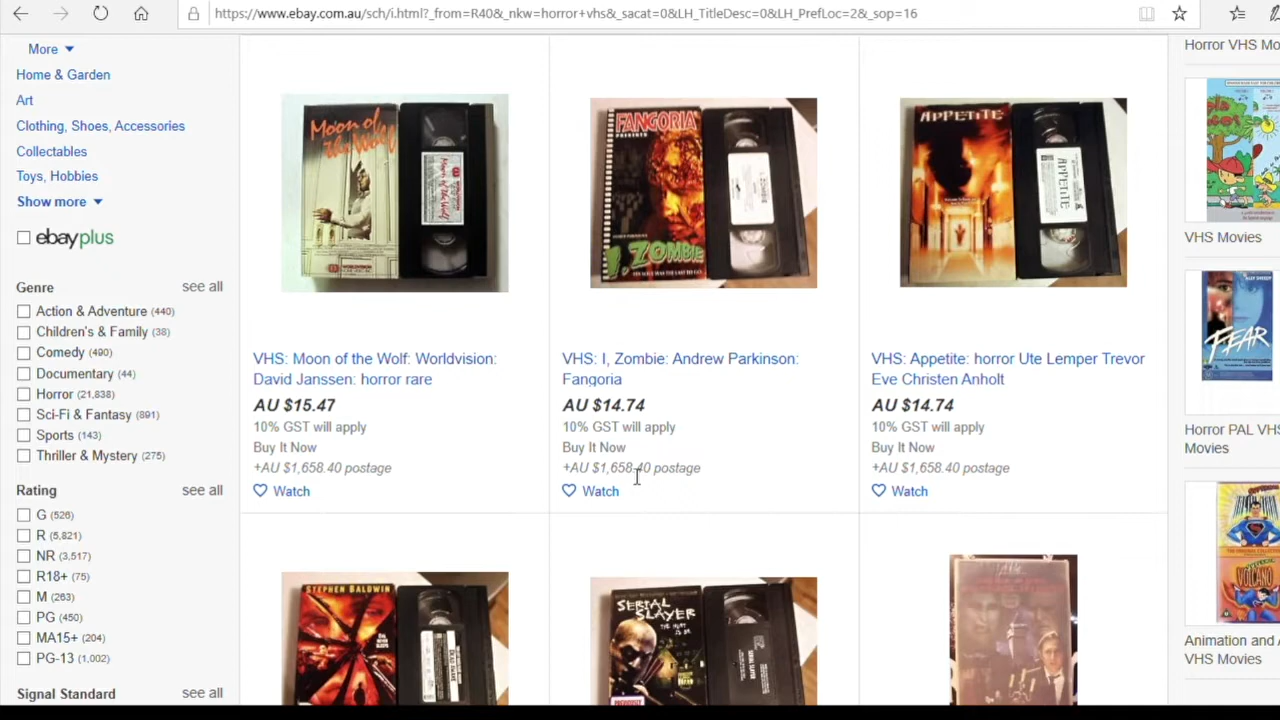 https://www.ebay.com.au/sch/i.html?_from=R40&_nkw=horror+vhs&_sacat=0&LH_TitleDesc=0&LH_PrefLoc=2&_sop=16
More
Home & Garden
Art
Clothing, Shoes, Accessories
Collectables
Toys, Hobbies
Show more
ebayplus
Genre see all
Action & Adventure (440)
Children's & Family (38)
Comedy (490)
Documentary (44)
Horror (21,838)
Sci-Fi & Fantasy (891)
Sports (143)
Thriller & Mystery (275)
Rating see all
G (526)
R (5,821)
NR (3,517)
R18+ (75)
M (263)
PG (450)
MA15+ (204)
PG-13 (1,002)
Signal Standard see all
Moon of
the Wolf
WORLDVISION
VHS: Moon of the Wolf: Worldvision:
David Janssen: horror rare
AU $15.47
10% GST will apply
Buy It Now
+AU $1,658.40 postage
Watch
FANGORIA
PRESENTS
I, ZOMBIE
VHS: I, Zombie: Andrew Parkinson:
Fangoria
AU $14.74
10% GST will apply
Buy It Now
+AU $1,658.40 postage
Watch
APPETITE
APPETITE
VHS: Appetite: horror Ute Lemper Trevor
Eve Christen Anholt
AU $14.74
10% GST will apply
Buy It Now
+AU $1,658.40 postage
Watch
STEPHEN BALDWIN
SERIAL
SLAYER
Horror VHS Mo
VHS Movies
FEAR
Horror PAL VHS
Movies
SUPERMAN
VOLCANO
Animation and A
VHS Movies